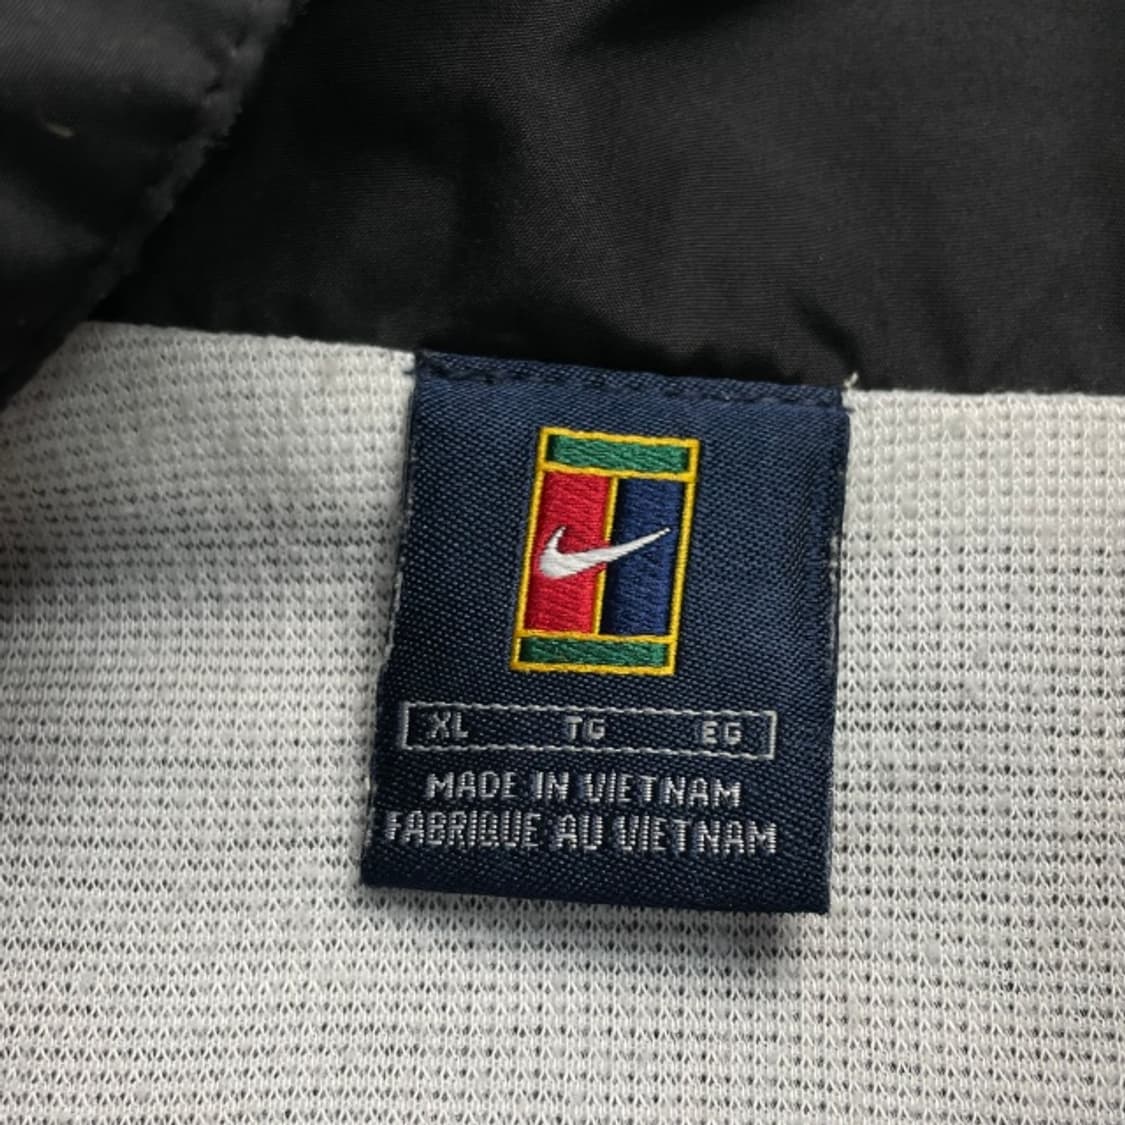 XL TG EG
MADE IN VIETNAM
FABRIQUE AU VIETNAM